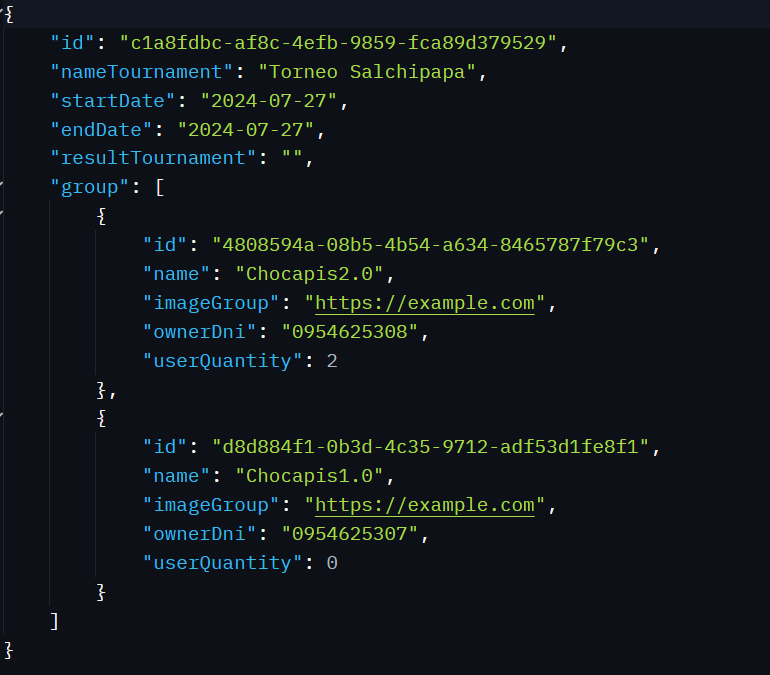 {
    "id": "c1a8fdbc-af8c-4efb-9859-fca89d379529",
    "nameTournament": "Torneo Salchipapa",
    "startDate": "2024-07-27",
    "endDate": "2024-07-27",
    "resultTournament": "",
    "group": [
        {
            "id": "4808594a-08b5-4b54-a634-8465787f79c3",
            "name": "Chocapis2.0",
            "imageGroup": "https://example.com",
            "ownerDni": "0954625308",
            "userQuantity": 2
        },
        {
            "id": "d8d884f1-0b3d-4c35-9712-adf53d1fe8f1",
            "name": "Chocapis1.0",
            "imageGroup": "https://example.com",
            "ownerDni": "0954625307",
            "userQuantity": 0
        }
    ]
}